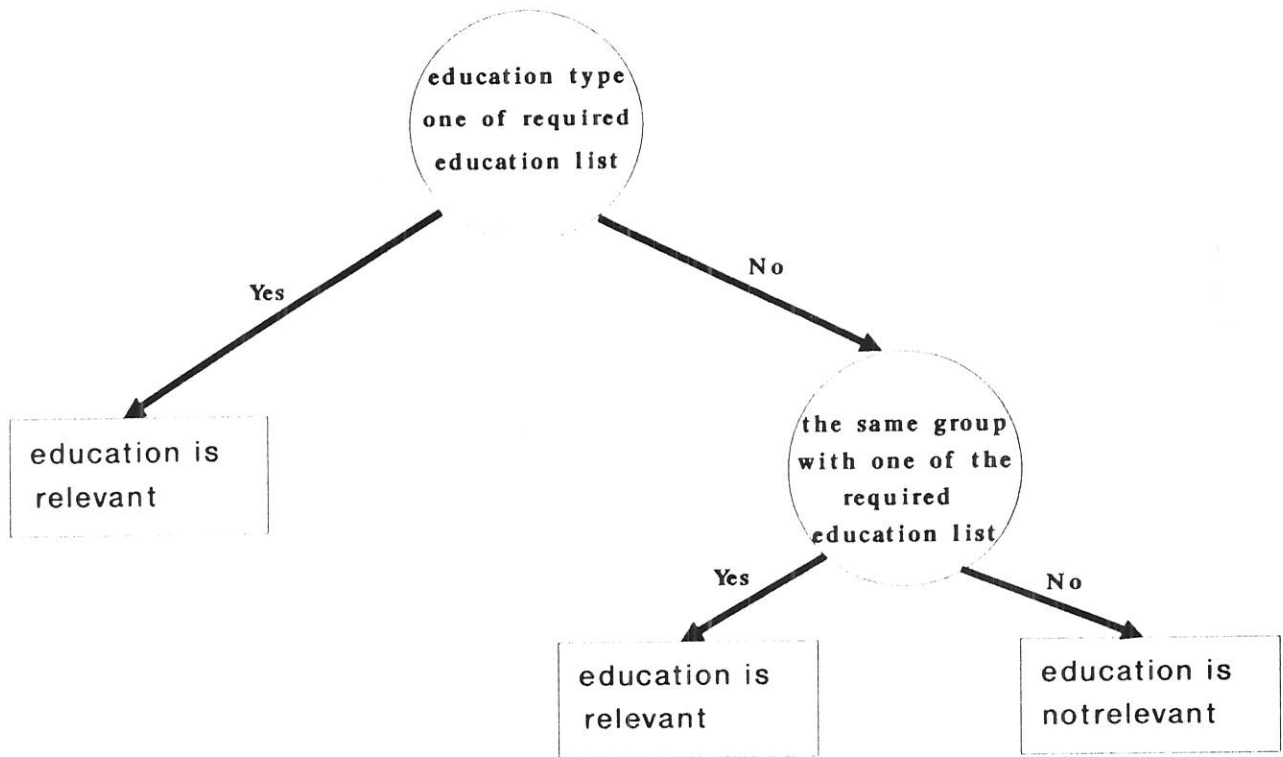 education type
one of required
education list
Yes
No
education is
relevant
the same group
with one of the
required
education list
Yes
No
education is
relevant
education is
notrelevant